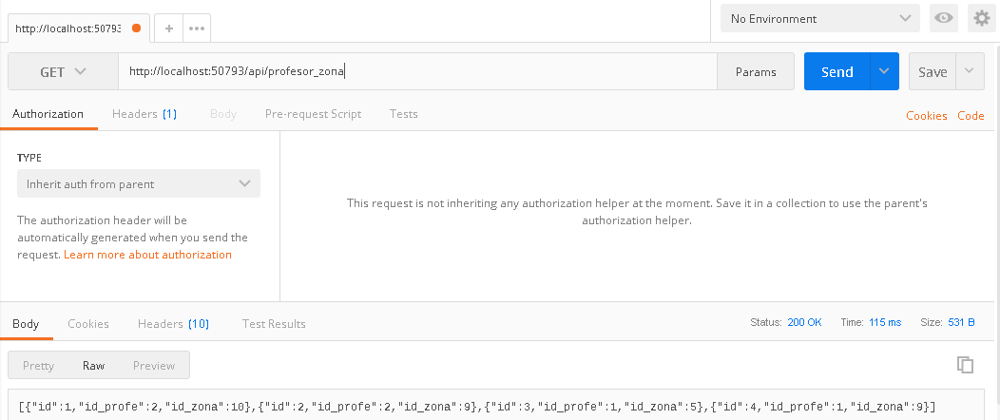 http://localhost:50793
+
•••
No Environment
GET
http://localhost:50793/api/profesor_zona
Params
Send
Save
Authorization
Headers (1)
Body
Pre-request Script
Tests
Cookies Code
TYPE
Inherit auth from parent
The authorization header will be
automatically generated when you send the
request. Learn more about authorization
This request is not inheriting any authorization helper at the moment. Save it in a collection to use the parent's
authorization helper.
Body
Cookies
Headers (10)
Test Results
Status: 200 OK
Time: 115 ms
Size: 531 B
Pretty
Raw
Preview
[{"id":1,"id_profe":2,"id_zona":10},{"id":2,"id_profe":2,"id_zona":9},{"id":3,"id_profe":1,"id_zona":5},{"id":4,"id_profe":1,"id_zona":9}]